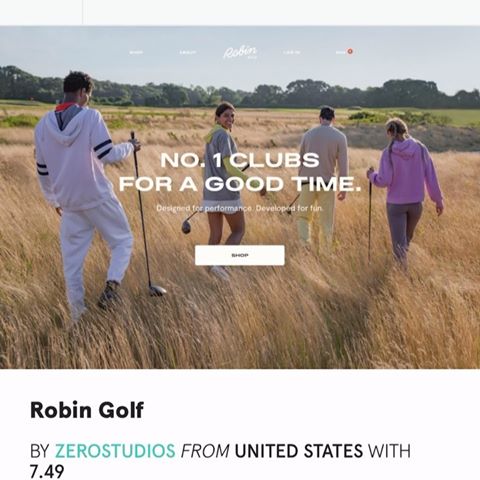 SHOP ABOUT Robin GOLF LOG IN BAG
NO. 1 CLUBS
FOR A GOOD TIME.
Designed for performance. Developed for fun.
SHOP
Robin Golf
BY ZEROSTUDIOS FROM UNITED STATES WITH
7.49